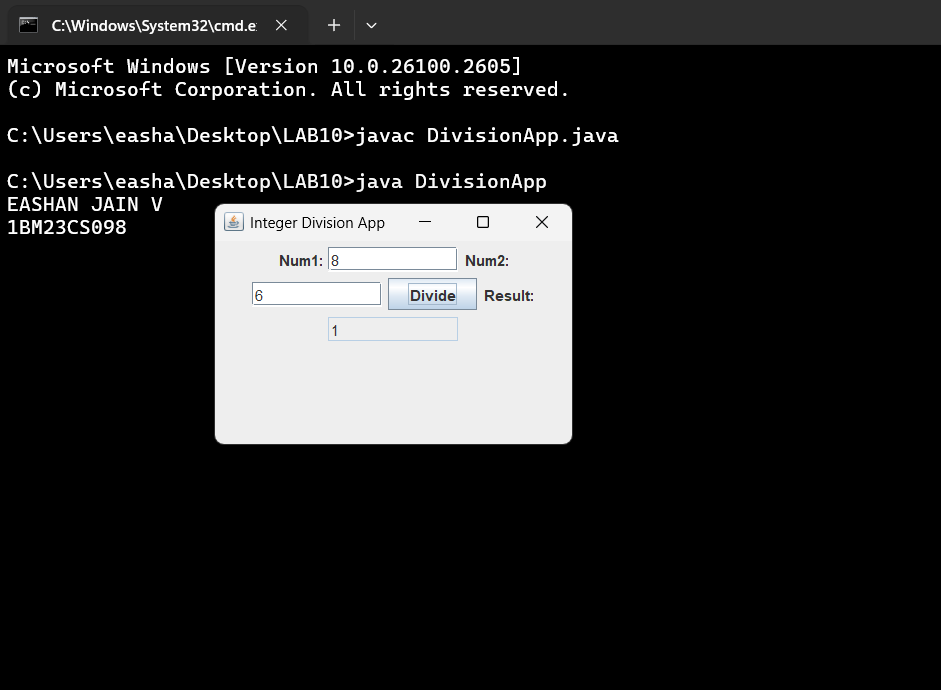 C:\Windows\System32\cmd.e
Microsoft Windows [Version 10.0.26100.2605]
(c) Microsoft Corporation. All rights reserved.
C:\Users\easha\Desktop\LAB10>javac DivisionApp.java
C:\Users\easha\Desktop\LAB10>java DivisionApp
EASHAN JAIN V
1BM23CS098
Integer Division App
Num1: 8 Num2:
6 Divide Result:
1